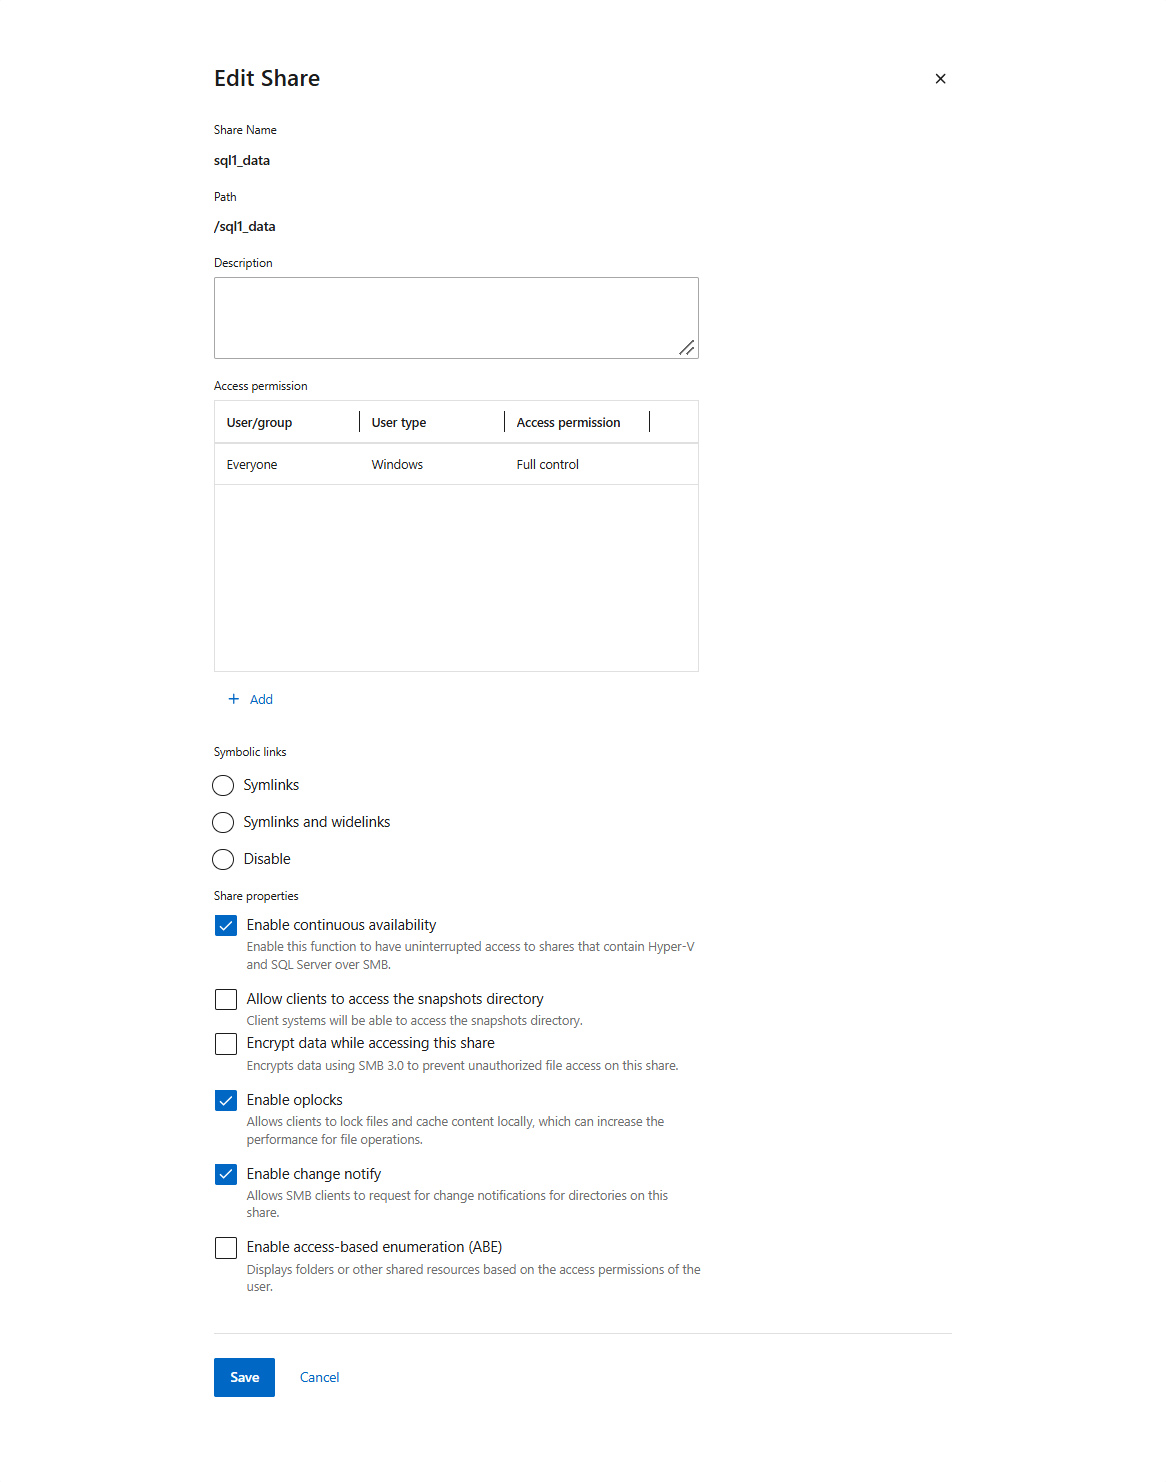 Edit Share
Share Name
sql1_data
Path
/sql1_data
Description
Access permission
User/group User type Access permission
Everyone Windows Full control
Add
Symbolic links
Symlinks
Symlinks and widelinks
Disable
Share properties
Enable continuous availability
Enable this function to have uninterrupted access to shares that contain Hyper-V
and SQL Server over SMB.
Allow clients to access the snapshots directory
Client systems will be able to access the snapshots directory.
Encrypt data while accessing this share
Encrypts data using SMB 3.0 to prevent unauthorized file access on this share.
Enable oplocks
Allows clients to lock files and cache content locally, which can increase the
performance for file operations.
Enable change notify
Allows SMB clients to request for change notifications for directories on this
share.
Enable access-based enumeration (ABE)
Displays folders or other shared resources based on the access permissions of the
user.
Save Cancel